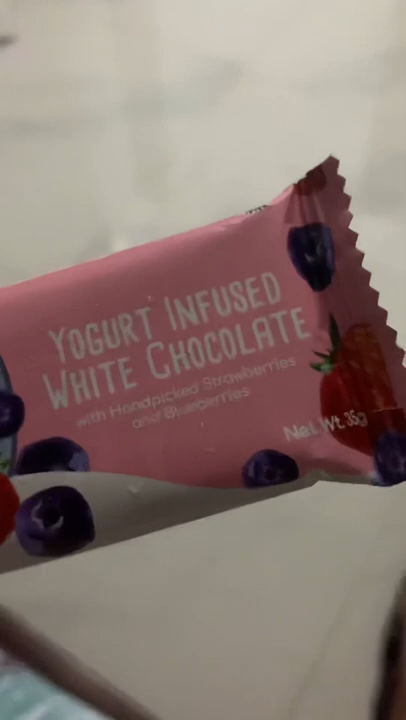 YOGURT INFUSED
WHITE CHOCOLATE
with Handpicked Strawberries
and Blueberries
Net. Wt. 35g